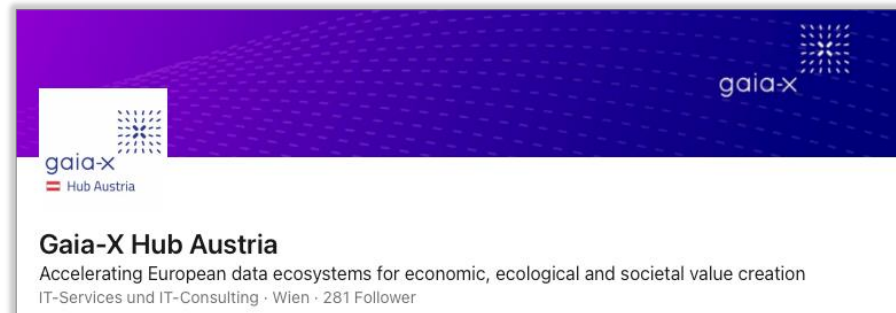 gaia-x
gaia-x
Hub Austria
Gaia-X Hub Austria
Accelerating European data ecosystems for economic, ecological and societal value creation
IT-Services und IT-Consulting · Wien · 281 Follower